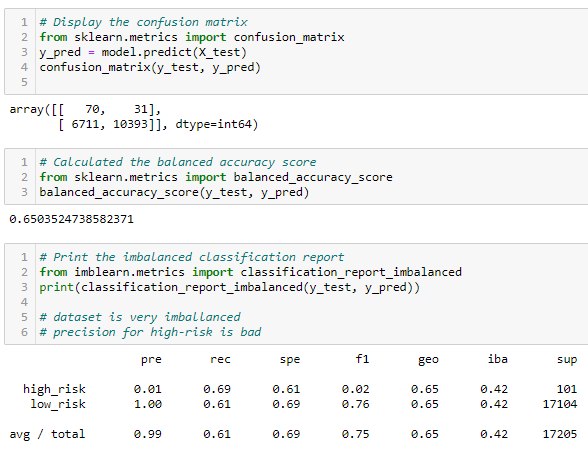 1 # Display the confusion matrix
2 from sklearn.metrics import confusion_matrix
3 y_pred = model.predict(X_test)
4 confusion_matrix(y_test, y_pred)
5
array([[   70,    31],
       [ 6711, 10393]], dtype=int64)
1 # Calculated the balanced accuracy score
2 from sklearn.metrics import balanced_accuracy_score
3 balanced_accuracy_score(y_test, y_pred)
0.6503524738582371
1 # Print the imbalanced classification report
2 from imblearn.metrics import classification_report_imbalanced
3 print(classification_report_imbalanced(y_test, y_pred))
4
5 # dataset is very imballanced
6 # precision for high-risk is bad
pre rec spe f1 geo iba sup
high_risk 0.01 0.69 0.61 0.02 0.65 0.42 101
low_risk 1.00 0.61 0.69 0.76 0.65 0.42 17104
avg / total 0.99 0.61 0.69 0.75 0.65 0.42 17205